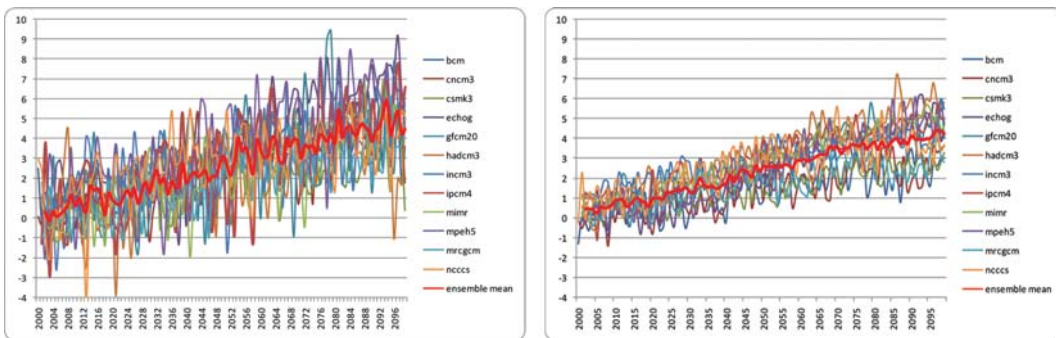 10
9
8
7
6
5
4
3
2
1
0
-1
-2
-3
-4
2000
2004
2008
2012
2016
2020
2024
2028
2032
2036
2040
2044
2048
2052
2056
2060
2064
2068
2072
2076
2080
2084
2088
2092
2096
bcm
cncm3
csmk3
echog
gfcm20
hadcm3
incm3
ipcm4
mimr
mpeh5
mrcgcm
ncccs
ensemble mean
10
9
8
7
6
5
4
3
2
1
0
-1
-2
-3
-4
2000
2005
2010
2015
2020
2025
2030
2035
2040
2045
2050
2055
2060
2065
2070
2075
2080
2085
2090
2095
bcm
cncm3
csmk3
echog
gfcm20
hadcm3
incm3
ipcm4
mimr
mpeh5
mrcgcm
ncccs
ensemble mean